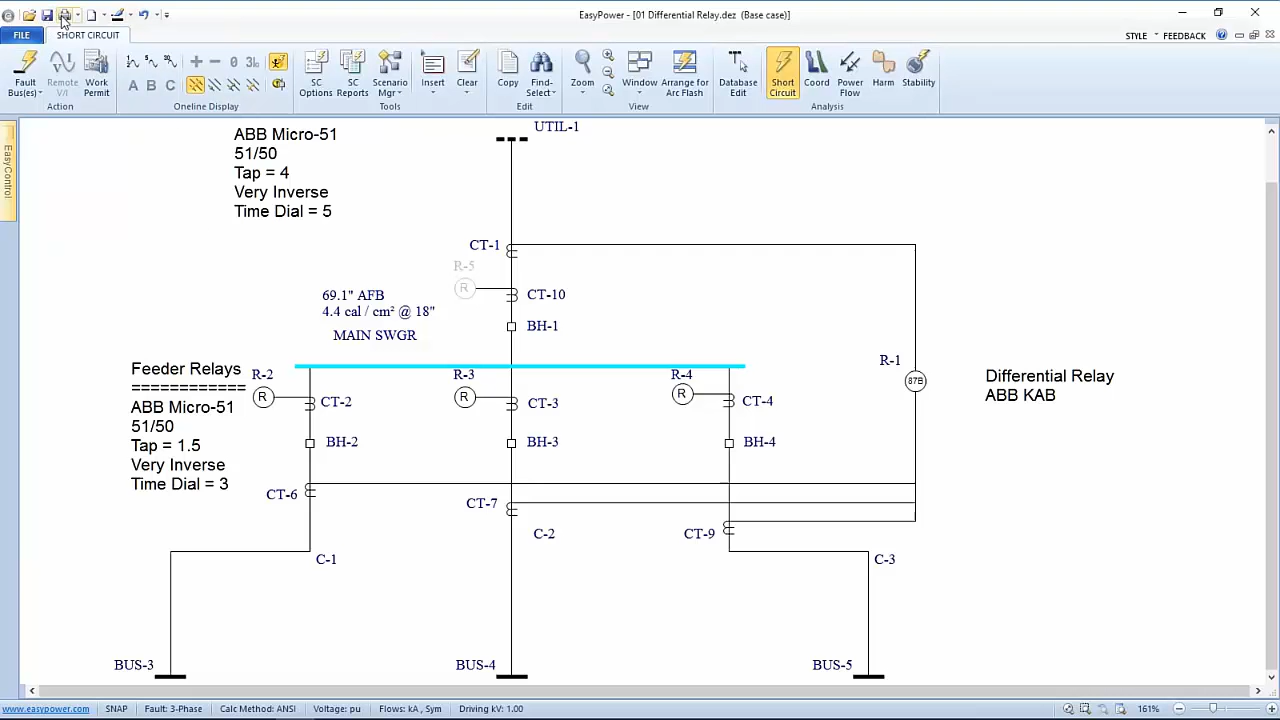 EasyPower - [01 Differential Relay.dez (Base case)]
FILE
SHORT CIRCUIT
STYLE
FEEDBACK
Fault Bus(es)
Remote V/I
Work Permit
A B C
SC Options
SC Reports
Scenario Mgr
Insert
Clear
Copy
Find-Select
Zoom
Window
Arrange for Arc Flash
Database Edit
Short Circuit
Coord
Power Flow
Harm
Stability
Action
Oneline Display
Tools
Edit
View
Analysis
EasyControl
ABB Micro-51
51/50
Tap = 4
Very Inverse
Time Dial = 5
UTIL-1
CT-1
R-5
R
CT-10
69.1" AFB
4.4 cal / cm² @ 18"
MAIN SWGR
BH-1
Feeder Relays
============
ABB Micro-51
51/50
Tap = 1.5
Very Inverse
Time Dial = 3
R-2
R
CT-2
BH-2
CT-6
C-1
BUS-3
R-3
R
CT-3
BH-3
CT-7
C-2
BUS-4
R-4
R
CT-4
BH-4
CT-9
C-3
BUS-5
R-1
87B
Differential Relay
ABB KAB
www.easypower.com
SNAP
Fault: 3-Phase
Calc Method: ANSI
Voltage: pu
Flows: kA , Sym
Driving kV: 1.00
161%